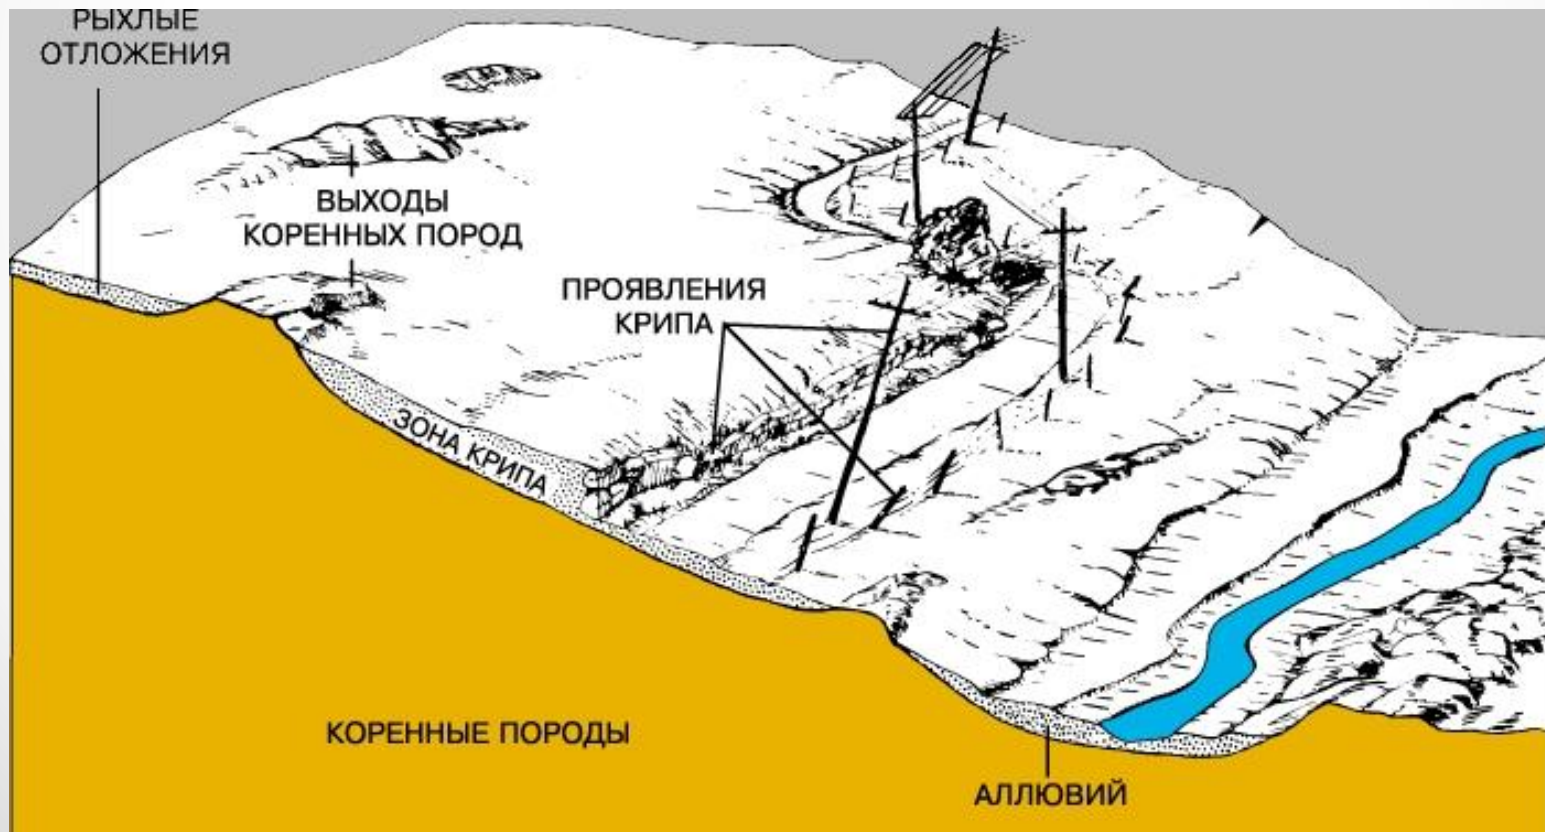 РЫХЛЫЕ
ОТЛОЖЕНИЯ
ВЫХОДЫ
КОРЕННЫХ ПОРОД
ПРОЯВЛЕНИЯ
КРИПА
ЗОНА КРИПА
КОРЕННЫЕ ПОРОДЫ
АЛЛЮВИЙ